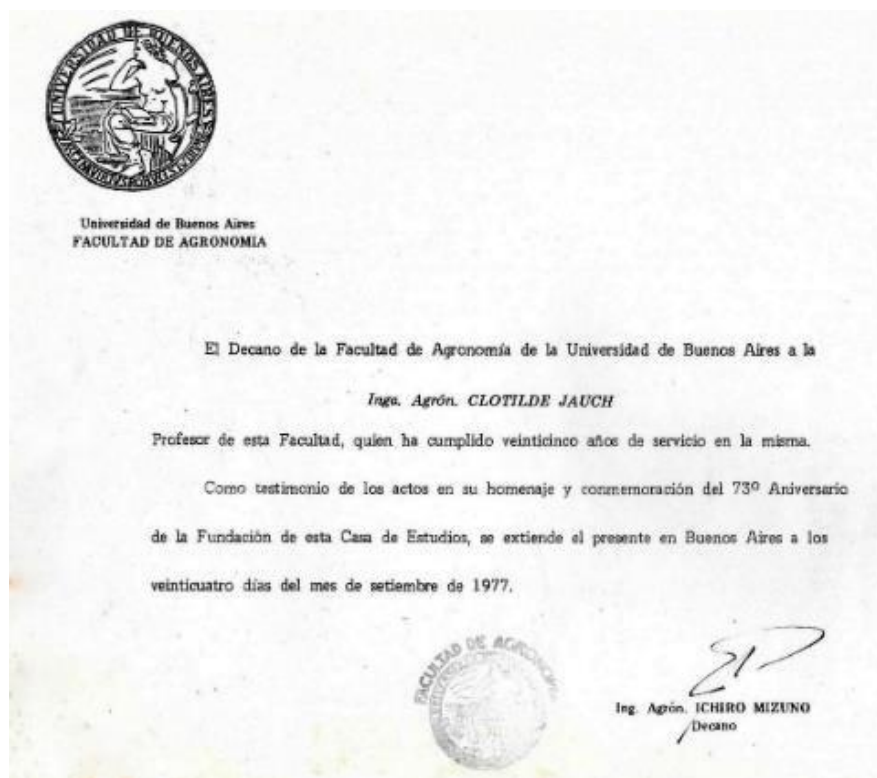 UNIVERSIDAD DE BUENOS AIRES
Universidad de Buenos Aires
FACULTAD DE AGRONOMIA
El Decano de la Facultad de Agronomía de la Universidad de Buenos Aires a la
Inga. Agrón. CLOTILDE JAUCH
Profesor de esta Facultad, quien ha cumplido veinticinco años de servicio en la misma.
Como testimonio de los actos en su homenaje y conmemoración del 73º Aniversario
de la Fundación de esta Casa de Estudios, se extiende el presente en Buenos Aires a los
veinticuatro días del mes de setiembre de 1977.
FACULTAD DE AGRONOMIA
Ing. Agrón. ICHIRO MIZUNO
Decano